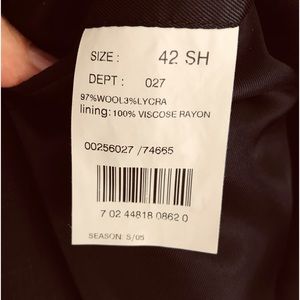 SIZE : 42 SH
DEPT : 027
97%WOOL3%LYCRA
lining: 100% VISCOSE RAYON
00256027 /74665
7 02 44818 0862 0
SEASON: S/05